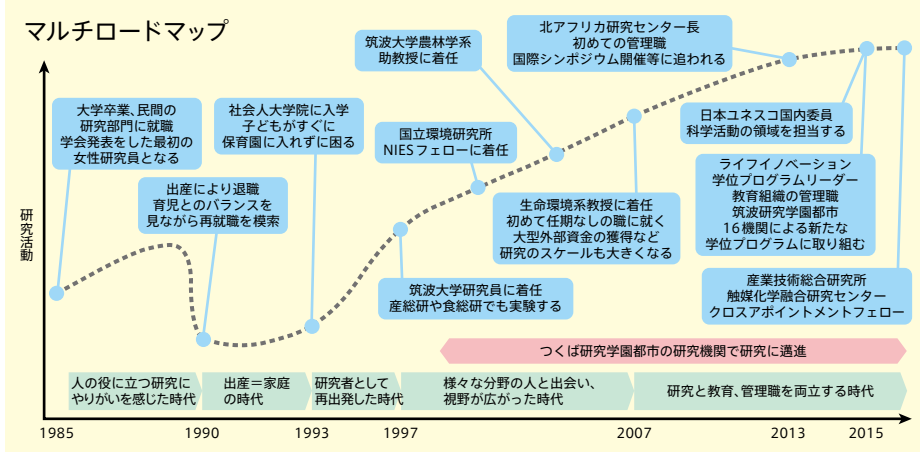 マルチロードマップ
研究活動
大学卒業、民間の
研究部門に就職
学会発表をした最初の
女性研究員となる
出産により退職
育児とのバランスを
見ながら再就職を模索
社会人大学院に入学
子どもがすぐに
保育園に入れずに困る
筑波大学研究員に着任
産総研や食総研でも実験する
国立環境研究所
NIESフェローに着任
筑波大学農林学系
助教授に着任
生命環境系教授に着任
初めて任期なしの職に就く
大型外部資金の獲得など
研究のスケールも大きくなる
北アフリカ研究センター長
初めての管理職
国際シンポジウム開催等に追われる
日本ユネスコ国内委員
科学活動の領域を担当する
ライフイノベーション
学位プログラムリーダー
教育組織の管理職
筑波研究学園都市
16機関による新たな
学位プログラムに取り組む
産業技術総合研究所
触媒化学融合研究センター
クロスアポイントメントフェロー
つくば研究学園都市の研究機関で研究に邁進
人の役に立つ研究に
やりがいを感じた時代
出産＝家庭
の時代
研究者として
再出発した時代
様々な分野の人と出会い、
視野が広がった時代
研究と教育、管理職を両立する時代
1985
1990
1993
1997
2007
2013
2015